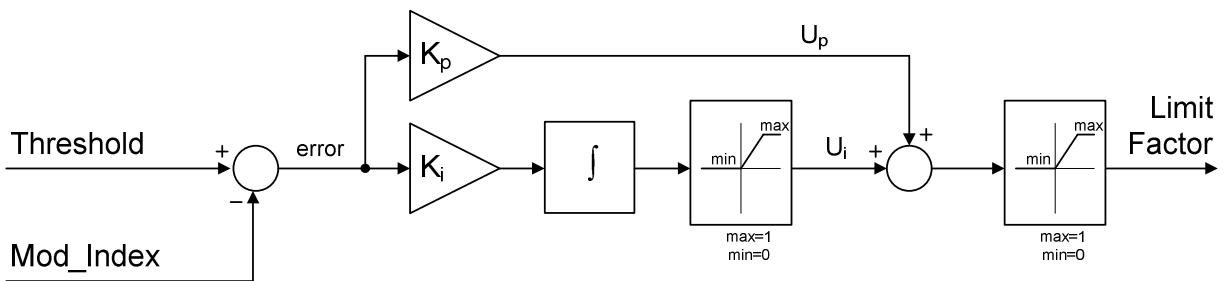 Kp
Up
Threshold
+
error
Ki
∫
max
min
Ui
+
+
max
min
Limit
Factor
−
Mod_Index
max=1
min=0
max=1
min=0